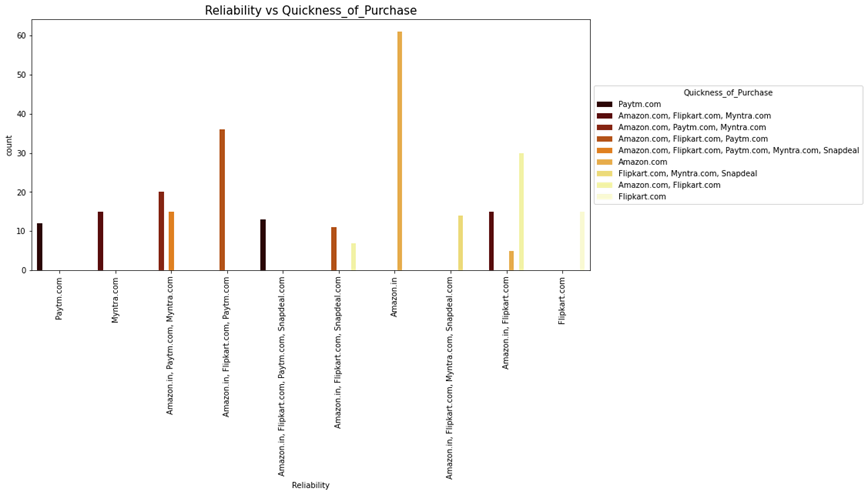 Reliability vs Quickness_of_Purchase
60
50
40
30
20
10
0
count
Paytm.com
Myntra.com
Amazon.in, Paytm.com, Myntra.com
Amazon.in, Flipkart.com, Paytm.com
Amazon.in, Flipkart.com, Paytm.com, Snapdeal.com
Amazon.in, Flipkart.com, Snapdeal.com
Amazon.in
Amazon.in, Flipkart.com, Myntra.com, Snapdeal.com
Amazon.in, Flipkart.com
Flipkart.com
Reliability
Quickness_of_Purchase
Paytm.com
Amazon.com, Flipkart.com, Myntra.com
Amazon.com, Paytm.com, Myntra.com
Amazon.com, Flipkart.com, Paytm.com
Amazon.com, Flipkart.com, Paytm.com, Myntra.com, Snapdeal
Amazon.com
Flipkart.com, Myntra.com, Snapdeal
Amazon.com, Flipkart.com
Flipkart.com